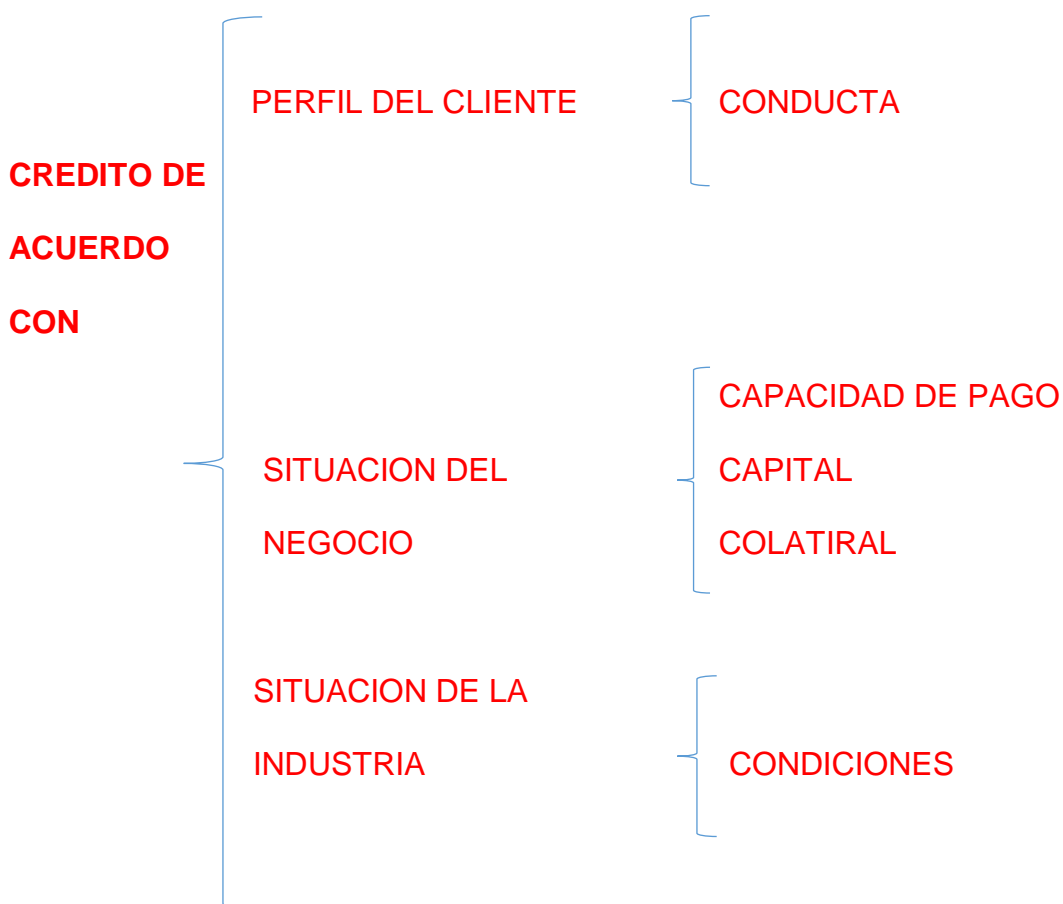 CREDITO DE
ACUERDO
CON
PERFIL DEL CLIENTE
CONDUCTA
SITUACION DEL
NEGOCIO
CAPACIDAD DE PAGO
CAPITAL
COLATIRAL
SITUACION DE LA
INDUSTRIA
CONDICIONES